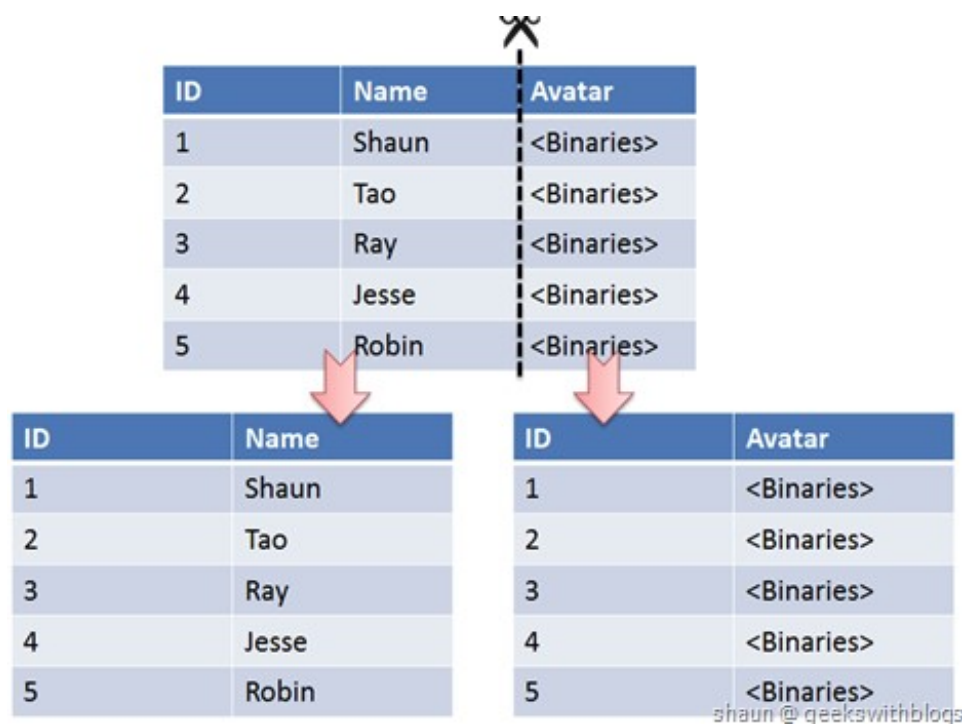 ID Name Avatar
1 Shaun <Binaries>
2 Tao <Binaries>
3 Ray <Binaries>
4 Jesse <Binaries>
5 Robin <Binaries>
ID Name
1 Shaun
2 Tao
3 Ray
4 Jesse
5 Robin
ID Avatar
1 <Binaries>
2 <Binaries>
3 <Binaries>
4 <Binaries>
5 <Binaries>
shaun @ geekswithblogs